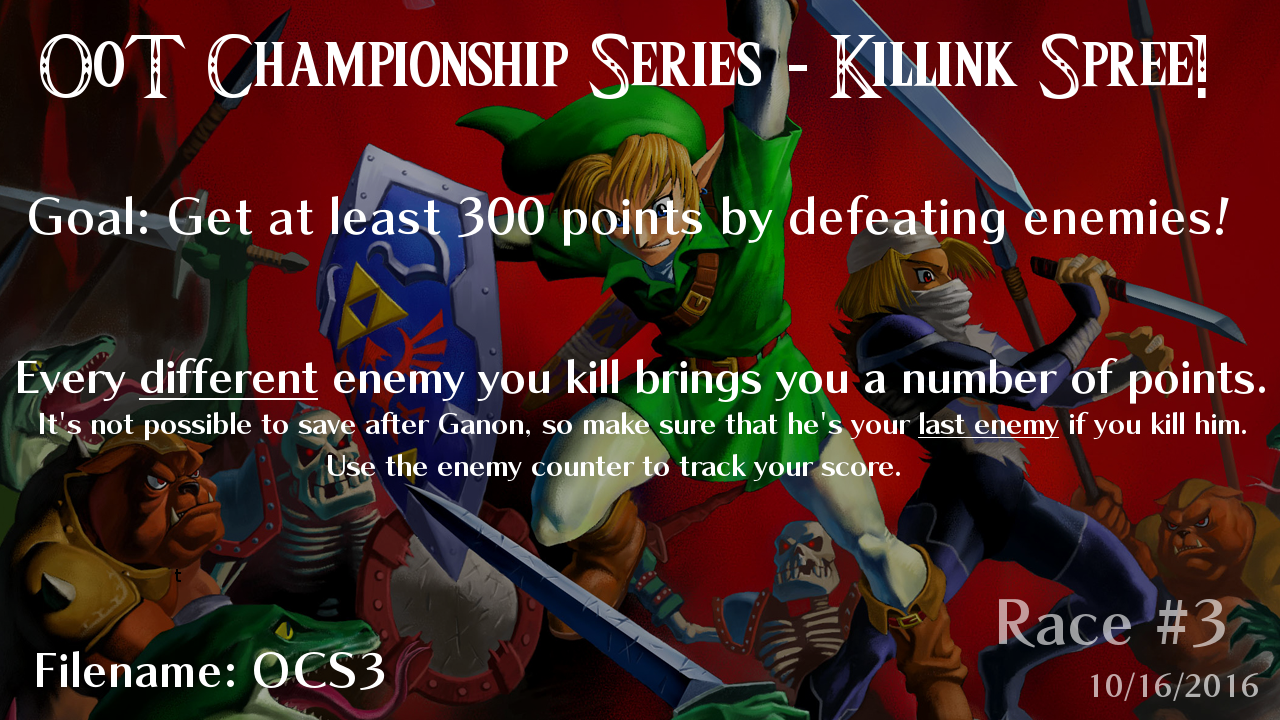 OoT Championship Series - Killink Spree!
Goal: Get at least 300 points by defeating enemies!
Every different enemy you kill brings you a number of points.
It's not possible to save after Ganon, so make sure that he's your last enemy if you kill him.
Use the enemy counter to track your score.
t
Race #3
Filename: OCS3
10/16/2016